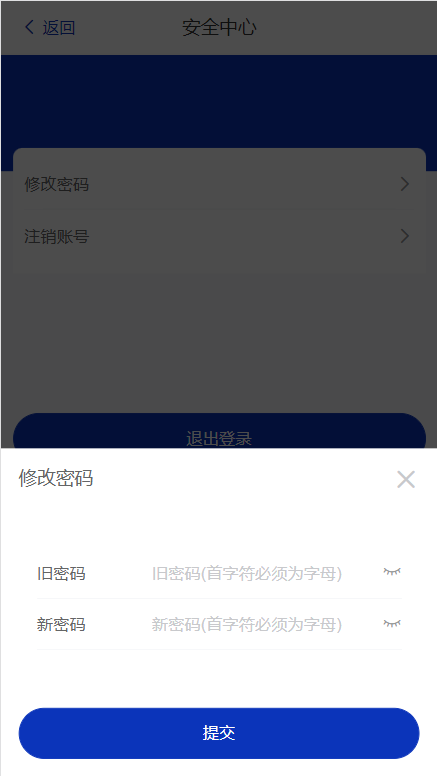 返回
安全中心
修改密码
注销账号
退出登录
修改密码
旧密码 旧密码(首字符必须为字母)
新密码 新密码(首字符必须为字母)
提交